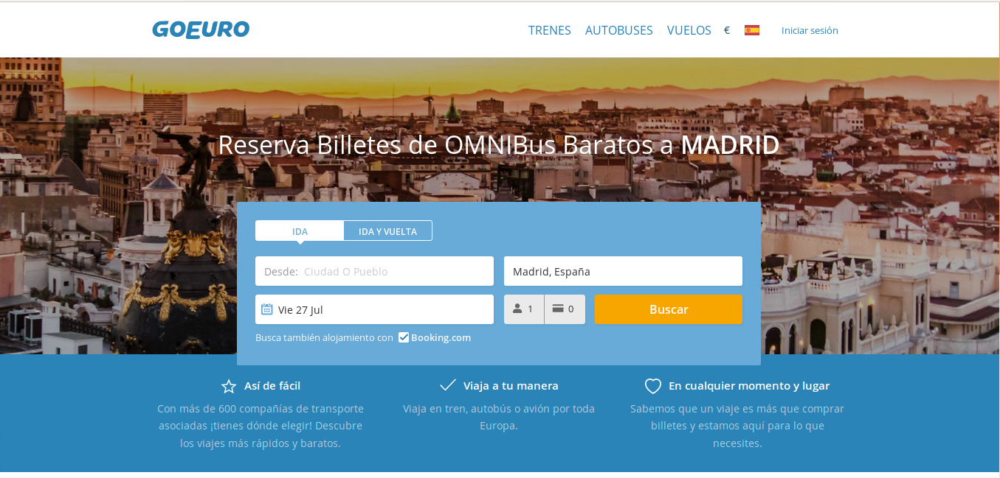 GOEURO
TRENES AUTOBUSES VUELOS € Iniciar sesión
Reserva Billetes de OMNIBus Baratos a MADRID
IDA IDA Y VUELTA
Desde: Ciudad O Pueblo Madrid, España
Vie 27 Jul 1 0 Buscar
Busca también alojamiento con Booking.com
Así de fácil
Con más de 600 compañías de transporte
asociadas ¡tienes dónde elegir! Descubre
los viajes más rápidos y baratos.
Viaja a tu manera
Viaja en tren, autobús o avión por toda
Europa.
En cualquier momento y lugar
Sabemos que un viaje es más que comprar
billetes y estamos aquí para lo que
necesites.